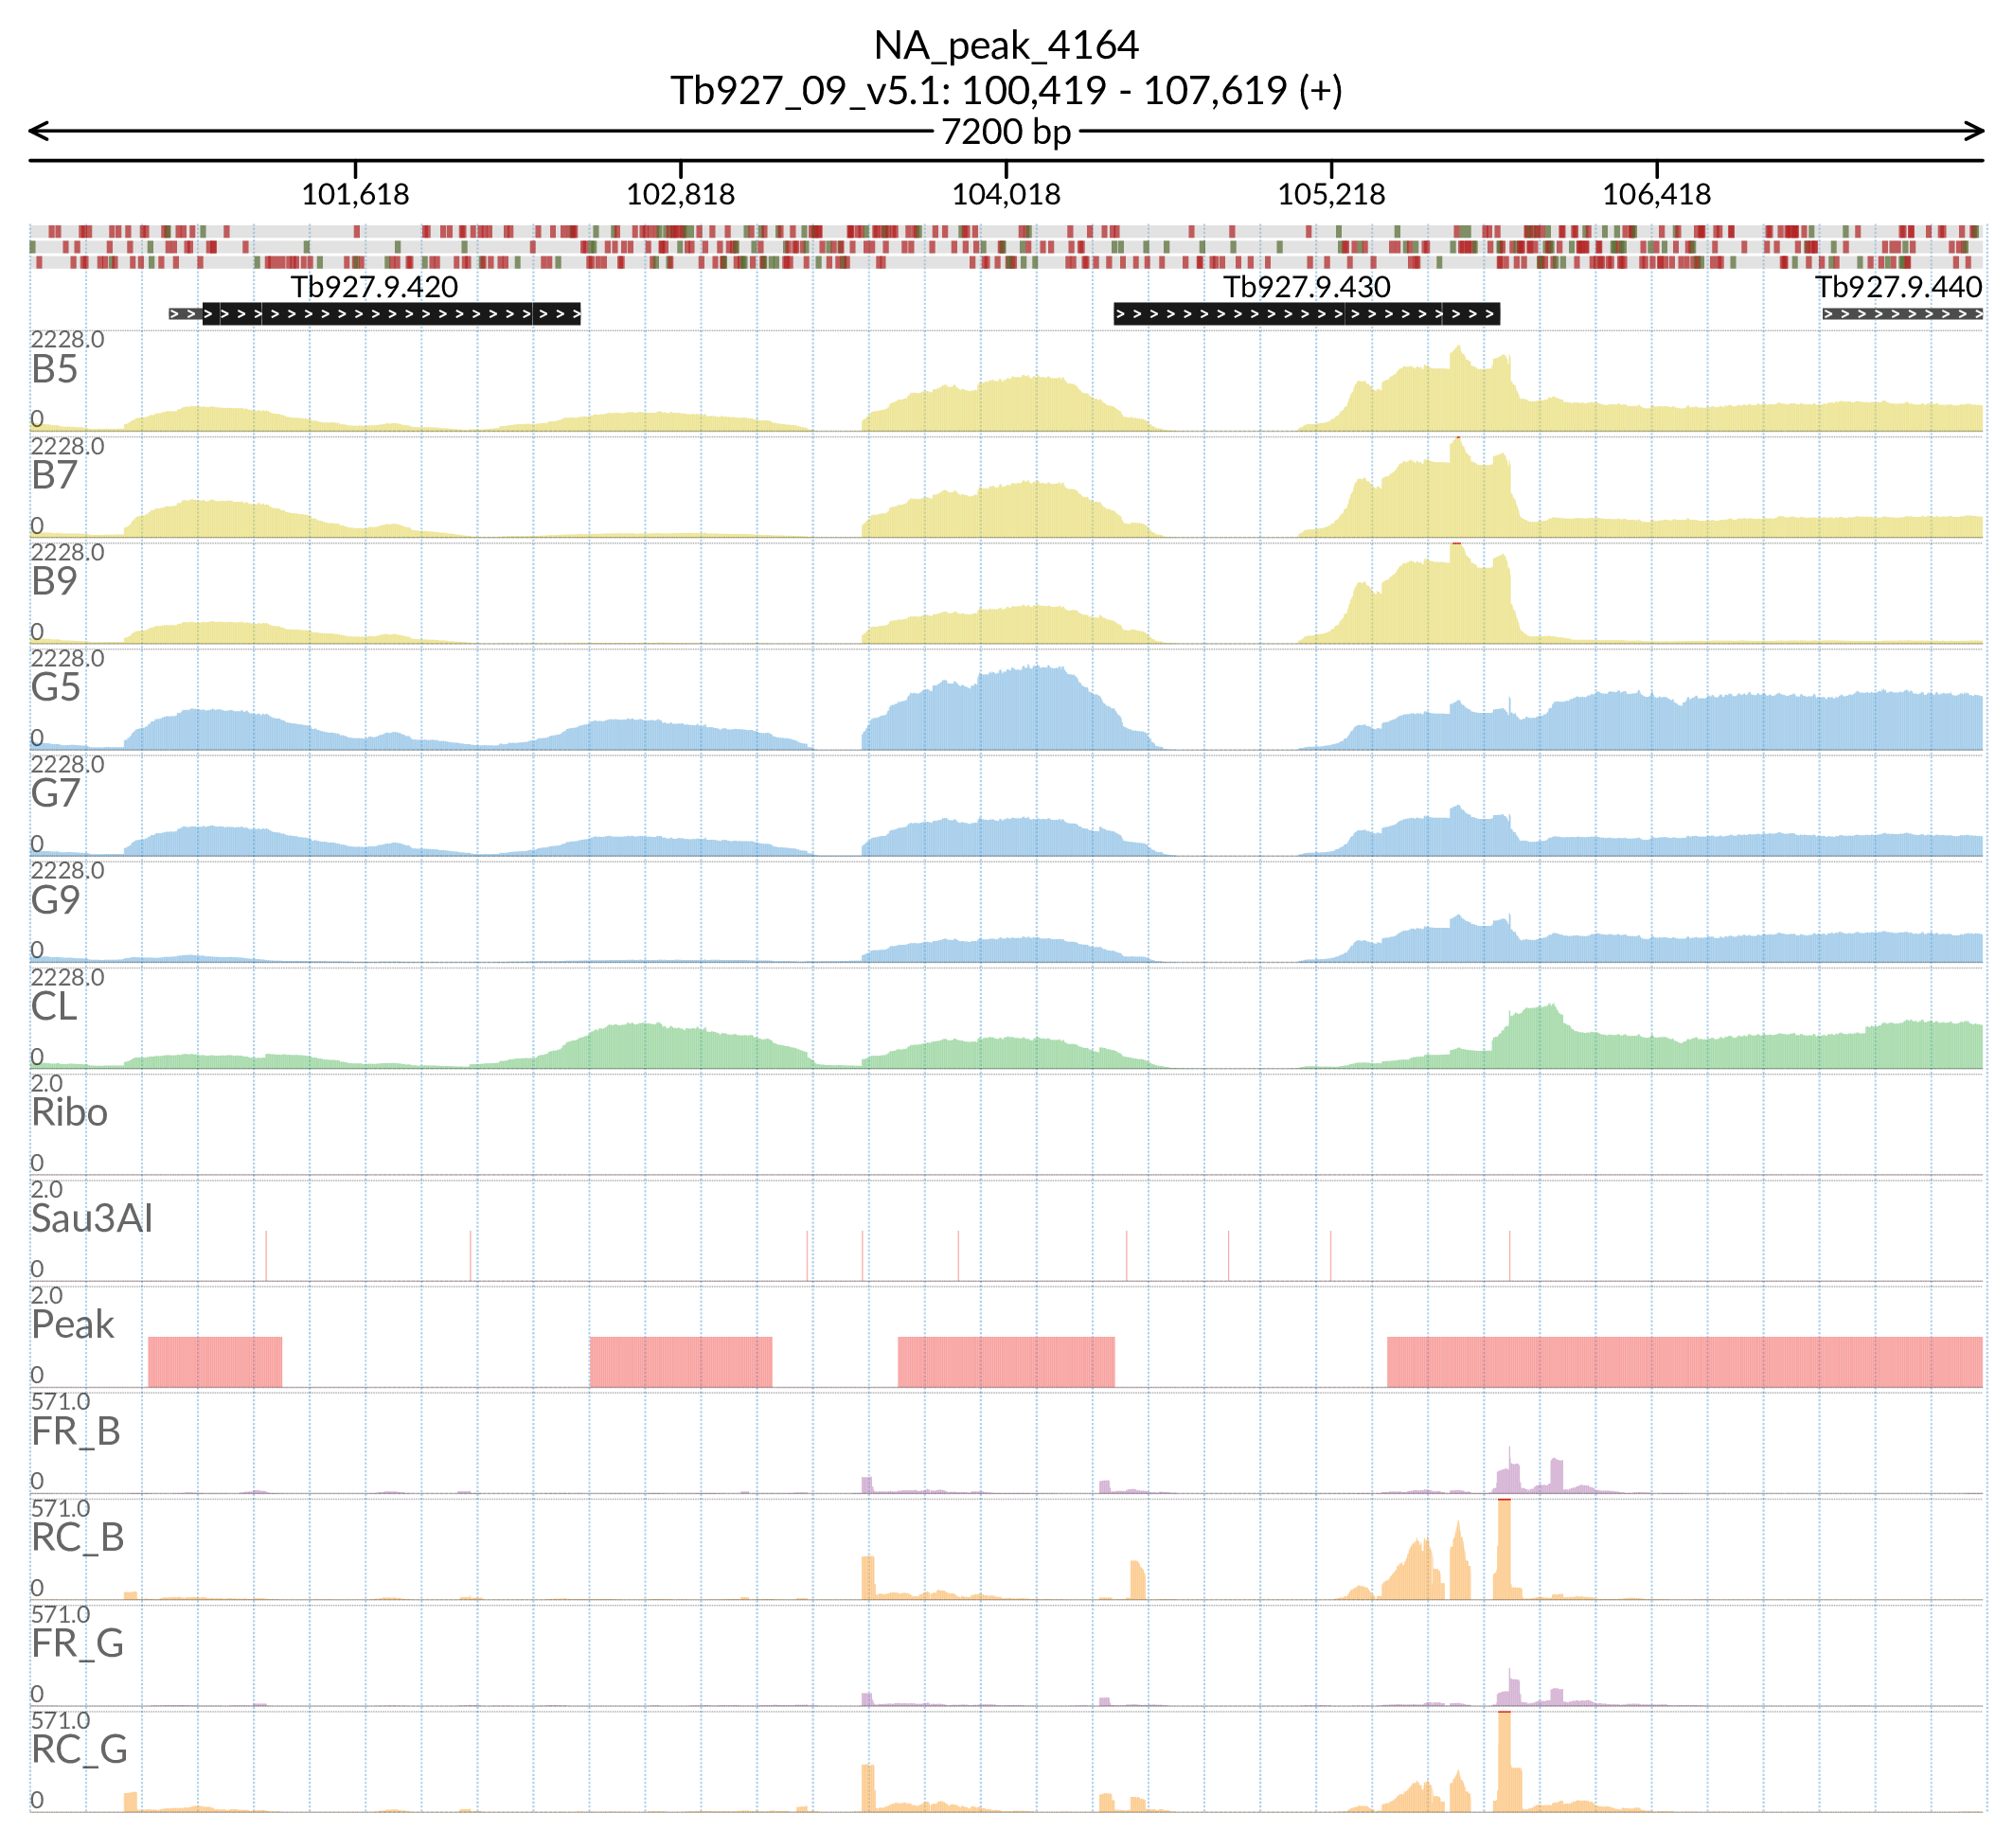 NA_peak_4164
Tb927_09_v5.1: 100,419 - 107,619 (+)
7200 bp
101,618 102,818 104,018 105,218 106,418
Tb927.9.420 Tb927.9.430 Tb927.9.440
2228.0
B5
0
2228.0
B7
0
2228.0
B9
0
2228.0
G5
0
2228.0
G7
0
2228.0
G9
0
2228.0
CL
0
2.0
Ribo
0
2.0
Sau3AI
0
2.0
Peak
0
571.0
FR_B
0
571.0
RC_B
0
571.0
FR_G
0
571.0
RC_G
0